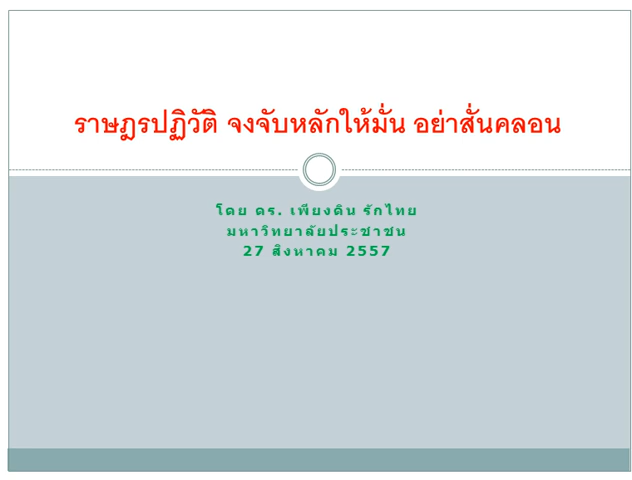 ราษฎรปฏิวัติ จงจับหลักให้มั่น อย่าสั่นคลอน
โดย ดร. เพียงดิน รักไทย
มหาวิทยาลัยประชาชน
27 สิงหาคม 2557